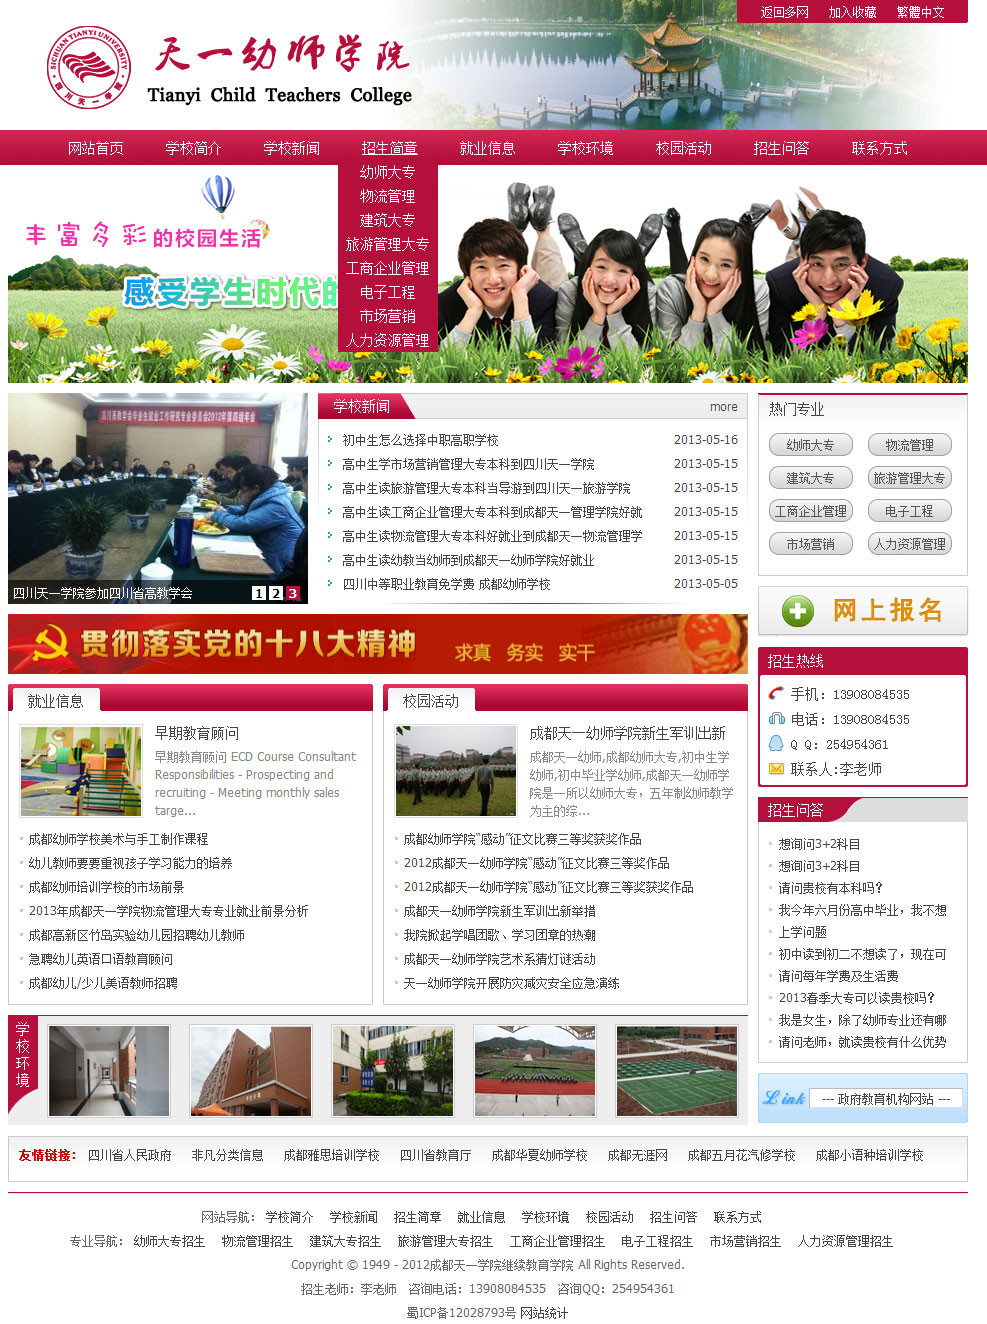 返回多网 加入收藏 繁體中文
SICHUAN TIANYI UNIVERSITY
四川天一学院
天一幼师学院
Tianyi Child Teachers College
网站首页 学校简介 学校新闻 招生简章 就业信息 学校环境 校园活动 招生问答 联系方式
幼师大专
物流管理
建筑大专
旅游管理大专
工商企业管理
电子工程
市场营销
人力资源管理
丰富多彩的校园生活
感受学生时代的
学校新闻 more
初中生怎么选择中职高职学校 2013-05-16
高中生学市场营销管理大专本科到四川天一学院 2013-05-15
高中生读旅游管理大专本科当导游到四川天一旅游学院 2013-05-15
高中生读工商企业管理大专本科到成都天一管理学院好就 2013-05-15
高中生读物流管理大专本科好就业到成都天一物流管理学 2013-05-15
高中生读幼教当幼师到成都天一幼师学院好就业 2013-05-15
四川中等职业教育免学费 成都幼师学校 2013-05-05
四川天一学院参加四川省高教学会 1 2 3
热门专业
幼师大专 物流管理
建筑大专 旅游管理大专
工商企业管理 电子工程
市场营销 人力资源管理
网上报名
贯彻落实党的十八大精神 求真 务实 实干
招生热线
手机：13908084535
电话：13908084535
Q Q：254954361
联系人:李老师
就业信息
早期教育顾问
早期教育顾问 ECD Course Consultant
Responsibilities - Prospecting and
recruiting - Meeting monthly sales
targe...
成都幼师学校美术与手工制作课程
幼儿教师要要重视孩子学习能力的培养
成都幼师培训学校的市场前景
2013年成都天一学院物流管理大专专业就业前景分析
成都高新区竹岛实验幼儿园招聘幼儿教师
急聘幼儿英语口语教育顾问
成都幼儿/少儿美语教师招聘
校园活动
成都天一幼师学院新生军训出新
成都天一幼师,成都幼师大专,初中生学
幼师,初中毕业学幼师,成都天一幼师学
院是一所以幼师大专，五年制幼师教学
为主的综...
成都幼师学院"感动"征文比赛三等奖获奖作品
2012成都天一幼师学院"感动"征文比赛三等奖作品
2012成都天一幼师学院"感动"征文比赛三等奖获奖作品
成都天一幼师学院新生军训出新举措
我院掀起学唱团歌、学习团章的热潮
成都天一幼师学院艺术系猜灯谜活动
天一幼师学院开展防灾减灾安全应急演练
招生问答
想询问3+2科目
想询问3+2科目
请问贵校有本科吗？
我今年六月份高中毕业，我不想
上学问题
初中读到初二不想读了，现在可
请问每年学费及生活费
2013春季大专可以读贵校吗？
我是女生，除了幼师专业还有哪
请问老师，就读贵校有什么优势
学校环境
Link --- 政府教育机构网站 ---
友情链接： 四川省人民政府 非凡分类信息 成都雅思培训学校 四川省教育厅 成都华夏幼师学校 成都无涯网 成都五月花汽修学校 成都小语种培训学校
网站导航： 学校简介 学校新闻 招生简章 就业信息 学校环境 校园活动 招生问答 联系方式
专业导航： 幼师大专招生 物流管理招生 建筑大专招生 旅游管理大专招生 工商企业管理招生 电子工程招生 市场营销招生 人力资源管理招生
Copyright © 1949 - 2012成都天一学院继续教育学院 All Rights Reserved.
招生老师：李老师 咨询电话：13908084535 咨询QQ：254954361
蜀ICP备12028793号 网站统计